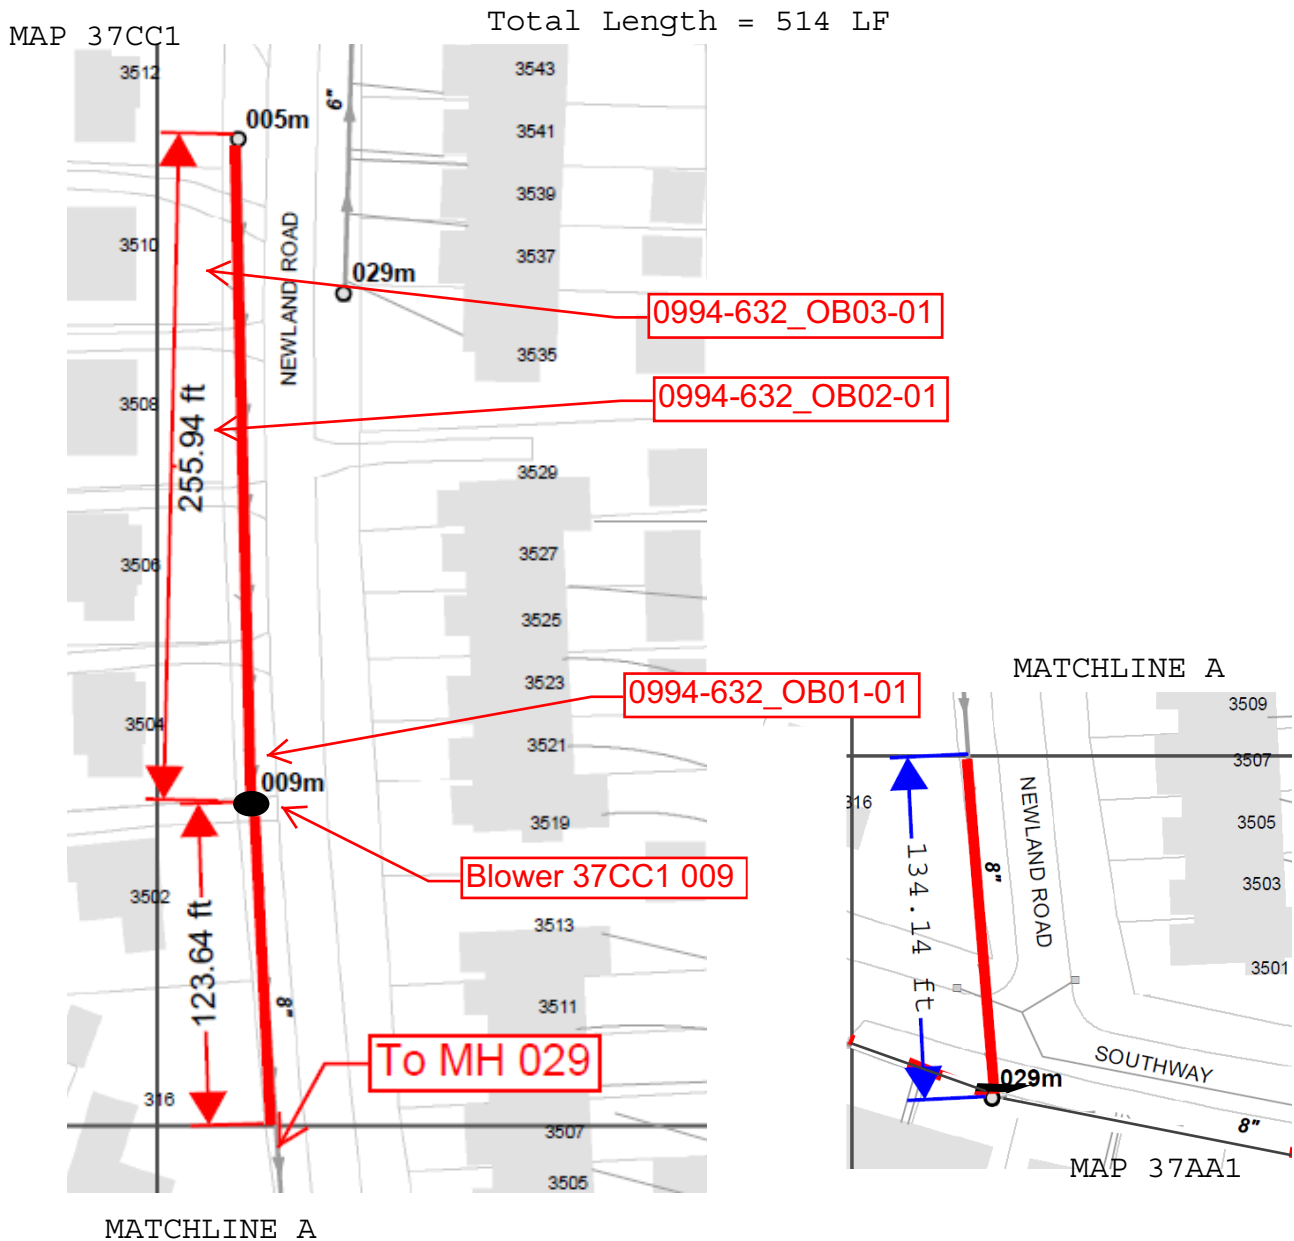 Total Length = 514 LF
MAP 37CC1
3512
005m
6"
3543
3541
3539
3510
NEWLAND ROAD
3537
029m
0994-632_OB03-01
3535
3508
255.94 ft
0994-632_OB02-01
3529
3506
3527
3525
3523
0994-632_OB01-01
3504
3521
009m
3519
Blower 37CC1 009
3502
3513
123.64 ft
8"
3511
To MH 029
316
3507
3505
MATCHLINE A
MATCHLINE A
3509
3507
316
NEWLAND ROAD
3505
134.14 ft
8"
3503
3501
SOUTHWAY
029m
8"
MAP 37AA1